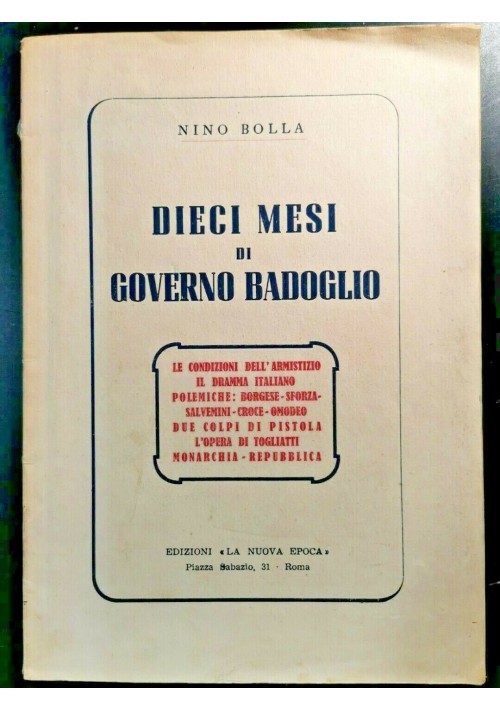 NINO BOLLA
DIECI MESI
DI
GOVERNO BADOGLIO
LE CONDIZIONI DELL'ARMISTIZIO
IL DRAMMA ITALIANO
POLEMICHE: BORGESE-SFORZA-
SALVEMINI-CROCE-OMODEO
DUE COLPI DI PISTOLA
L'OPERA DI TOGLIATTI
MONARCHIA - REPUBBLICA
EDIZIONI «LA NUOVA EPOCA»
Piazza Sabazio, 31 - Roma